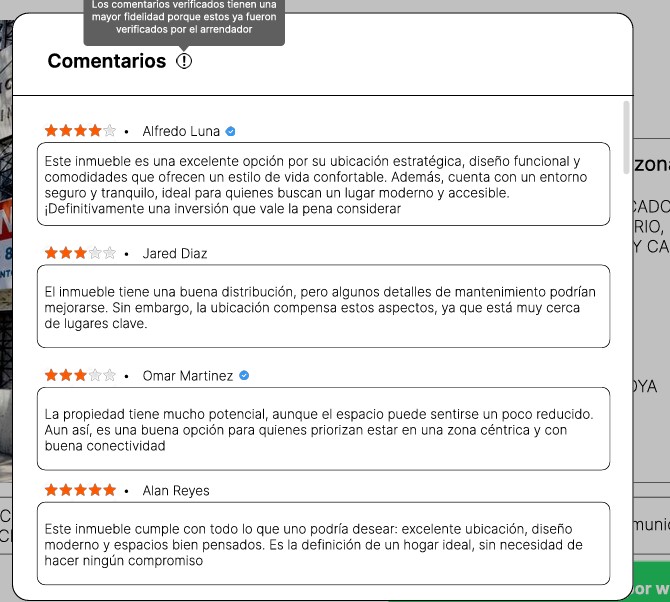 Los comentarios verificados tienen una
mayor fidelidad porque estos ya fueron
verificados por el arrendador
Comentarios
Alfredo Luna
Este inmueble es una excelente opción por su ubicación estratégica, diseño funcional y
comodidades que ofrecen un estilo de vida confortable. Además, cuenta con un entorno
seguro y tranquilo, ideal para quienes buscan un lugar moderno y accesible.
¡Definitivamente una inversión que vale la pena considerar
Jared Diaz
El inmueble tiene una buena distribución, pero algunos detalles de mantenimiento podrían
mejorarse. Sin embargo, la ubicación compensa estos aspectos, ya que está muy cerca
de lugares clave.
Omar Martinez
La propiedad tiene mucho potencial, aunque el espacio puede sentirse un poco reducido.
Aun así, es una buena opción para quienes priorizan estar en una zona céntrica y con
buena conectividad
Alan Reyes
Este inmueble cumple con todo lo que uno podría desear: excelente ubicación, diseño
moderno y espacios bien pensados. Es la definición de un hogar ideal, sin necesidad de
hacer ningún compromiso
zona
CADO
RIO,
Y CA
OYA
munic
or w